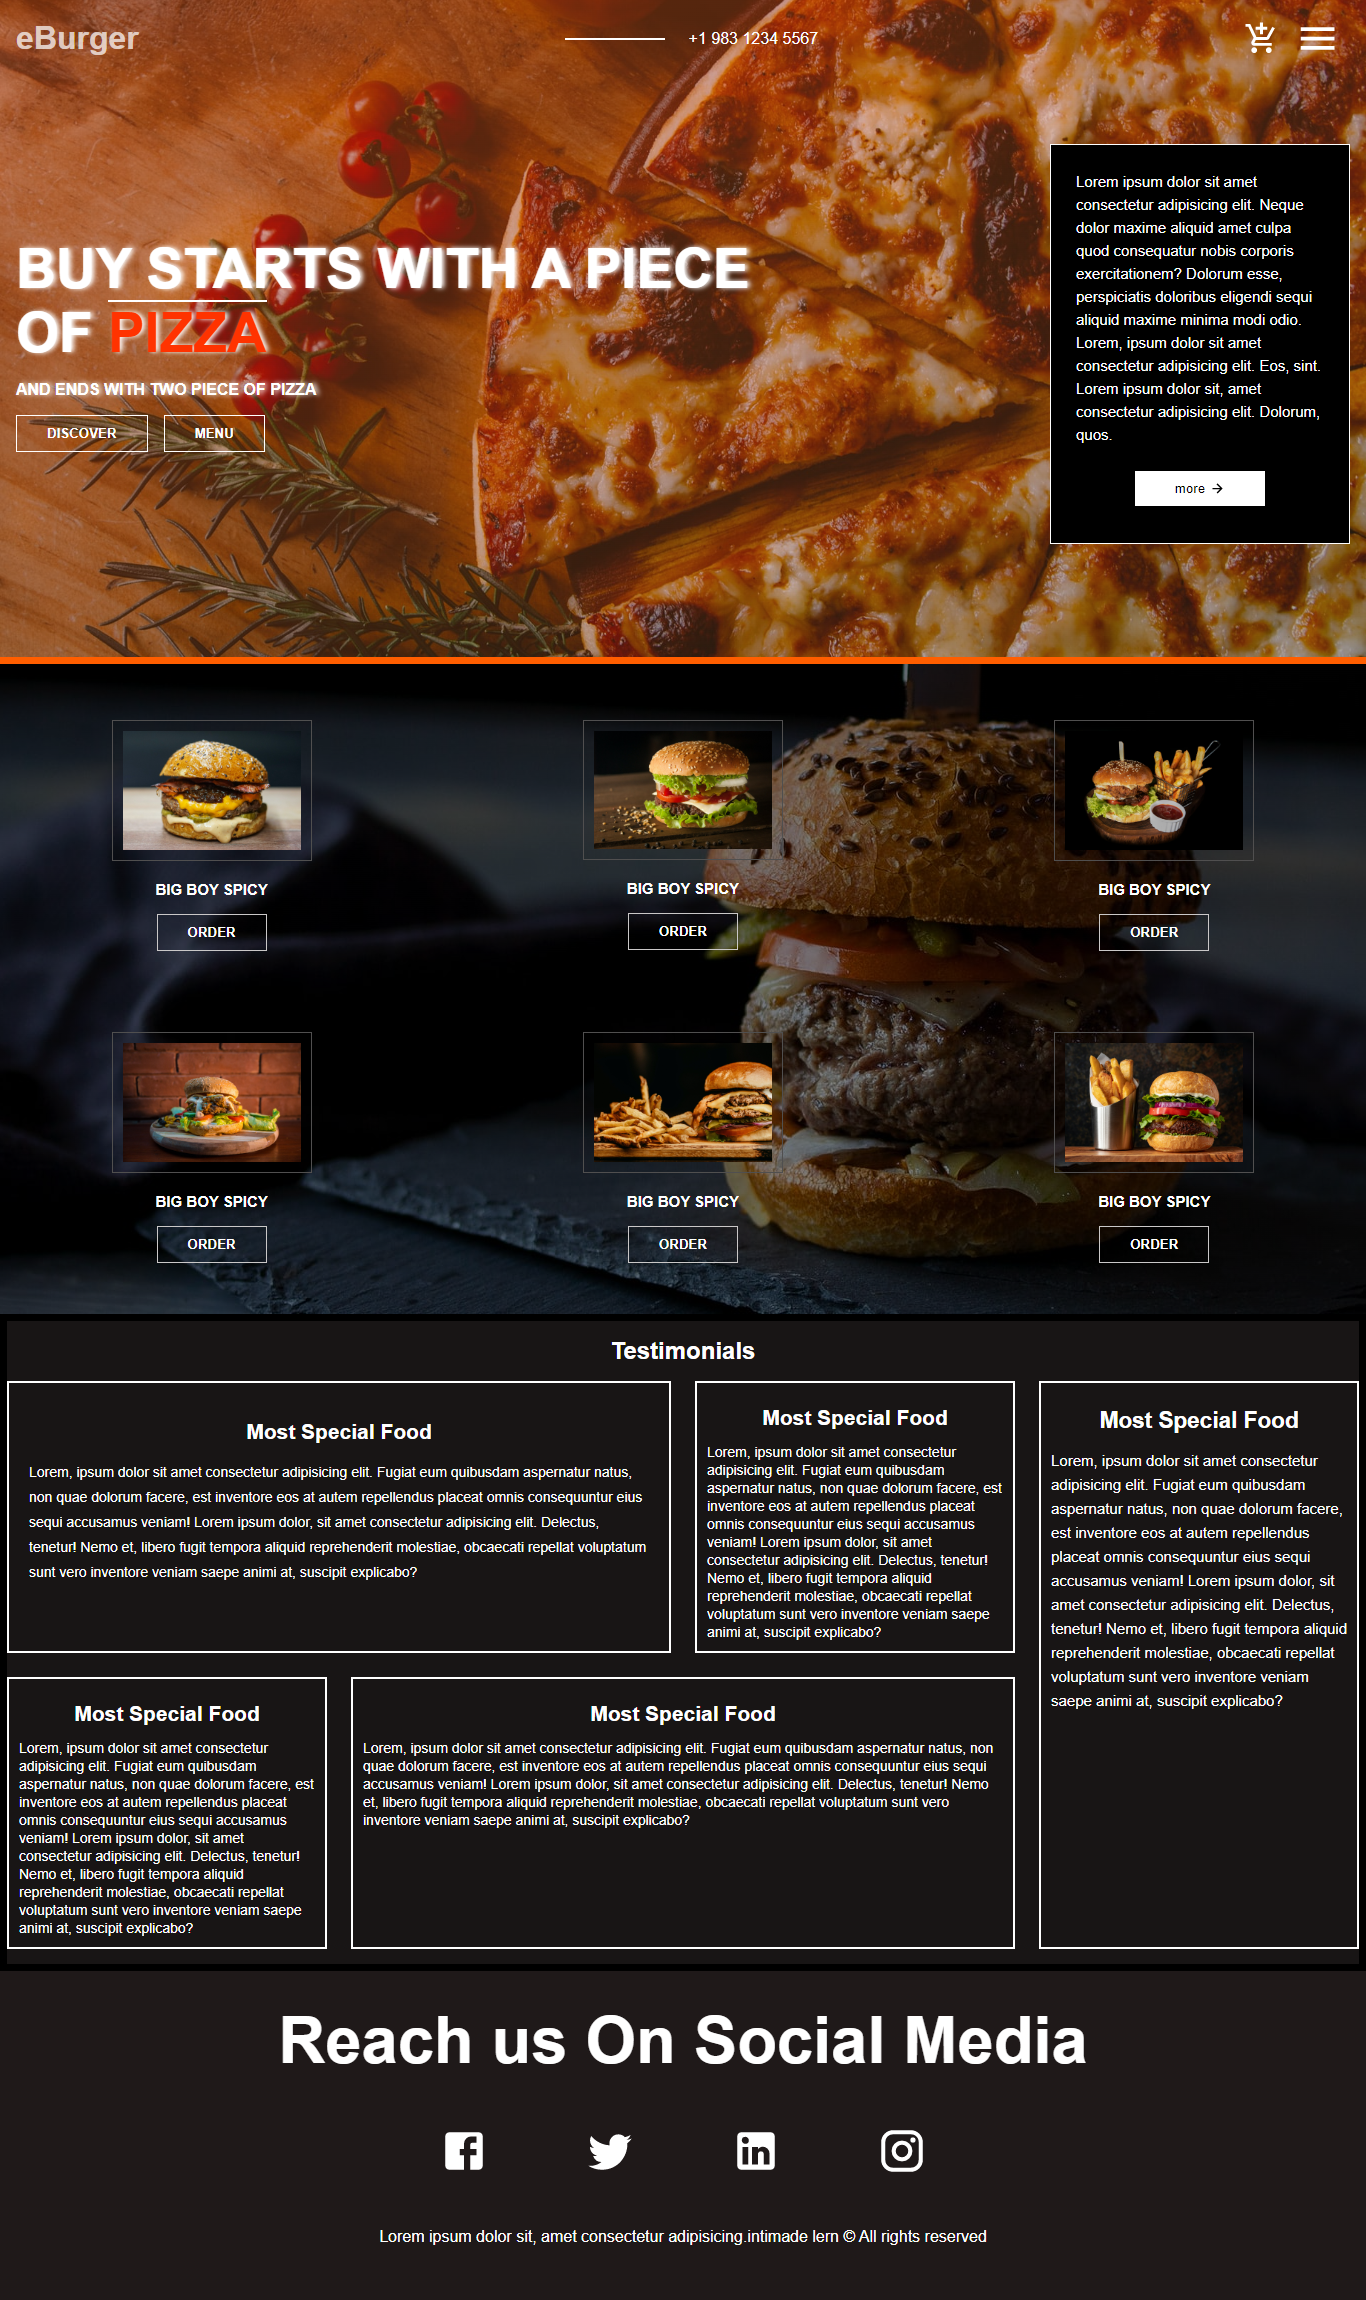 eBurger
+1 983 1234 5567
BUY STARTS WITH A PIECE
OF PIZZA
AND ENDS WITH TWO PIECE OF PIZZA
DISCOVER
MENU
Lorem ipsum dolor sit amet
consectetur adipisicing elit. Neque
dolor maxime aliquid amet culpa
quod consequatur nobis corporis
exercitationem? Dolorum esse,
perspiciatis doloribus eligendi sequi
aliquid maxime minima modi odio.
Lorem, ipsum dolor sit amet
consectetur adipisicing elit. Eos, sint.
Lorem ipsum dolor sit, amet
consectetur adipisicing elit. Dolorum,
quos.
more
BIG BOY SPICY
ORDER
BIG BOY SPICY
ORDER
BIG BOY SPICY
ORDER
BIG BOY SPICY
ORDER
BIG BOY SPICY
ORDER
BIG BOY SPICY
ORDER
Testimonials
Most Special Food
Lorem, ipsum dolor sit amet consectetur adipisicing elit. Fugiat eum quibusdam aspernatur natus,
non quae dolorum facere, est inventore eos at autem repellendus placeat omnis consequuntur eius
sequi accusamus veniam! Lorem ipsum dolor, sit amet consectetur adipisicing elit. Delectus,
tenetur! Nemo et, libero fugit tempora aliquid reprehenderit molestiae, obcaecati repellat voluptatum
sunt vero inventore veniam saepe animi at, suscipit explicabo?
Most Special Food
Lorem, ipsum dolor sit amet consectetur
adipisicing elit. Fugiat eum quibusdam
aspernatur natus, non quae dolorum facere, est
inventore eos at autem repellendus placeat
omnis consequuntur eius sequi accusamus
veniam! Lorem ipsum dolor, sit amet
consectetur adipisicing elit. Delectus, tenetur!
Nemo et, libero fugit tempora aliquid
reprehenderit molestiae, obcaecati repellat
voluptatum sunt vero inventore veniam saepe
animi at, suscipit explicabo?
Most Special Food
Lorem, ipsum dolor sit amet consectetur
adipisicing elit. Fugiat eum quibusdam
aspernatur natus, non quae dolorum facere,
est inventore eos at autem repellendus
placeat omnis consequuntur eius sequi
accusamus veniam! Lorem ipsum dolor, sit
amet consectetur adipisicing elit. Delectus,
tenetur! Nemo et, libero fugit tempora aliquid
reprehenderit molestiae, obcaecati repellat
voluptatum sunt vero inventore veniam
saepe animi at, suscipit explicabo?
Most Special Food
Lorem, ipsum dolor sit amet consectetur
adipisicing elit. Fugiat eum quibusdam
aspernatur natus, non quae dolorum facere, est
inventore eos at autem repellendus placeat
omnis consequuntur eius sequi accusamus
veniam! Lorem ipsum dolor, sit amet
consectetur adipisicing elit. Delectus, tenetur!
Nemo et, libero fugit tempora aliquid
reprehenderit molestiae, obcaecati repellat
voluptatum sunt vero inventore veniam saepe
animi at, suscipit explicabo?
Most Special Food
Lorem, ipsum dolor sit amet consectetur adipisicing elit. Fugiat eum quibusdam aspernatur natus, non
quae dolorum facere, est inventore eos at autem repellendus placeat omnis consequuntur eius sequi
accusamus veniam! Lorem ipsum dolor, sit amet consectetur adipisicing elit. Delectus, tenetur! Nemo
et, libero fugit tempora aliquid reprehenderit molestiae, obcaecati repellat voluptatum sunt vero
inventore veniam saepe animi at, suscipit explicabo?
Reach us On Social Media
Lorem ipsum dolor sit, amet consectetur adipisicing.intimade lern © All rights reserved